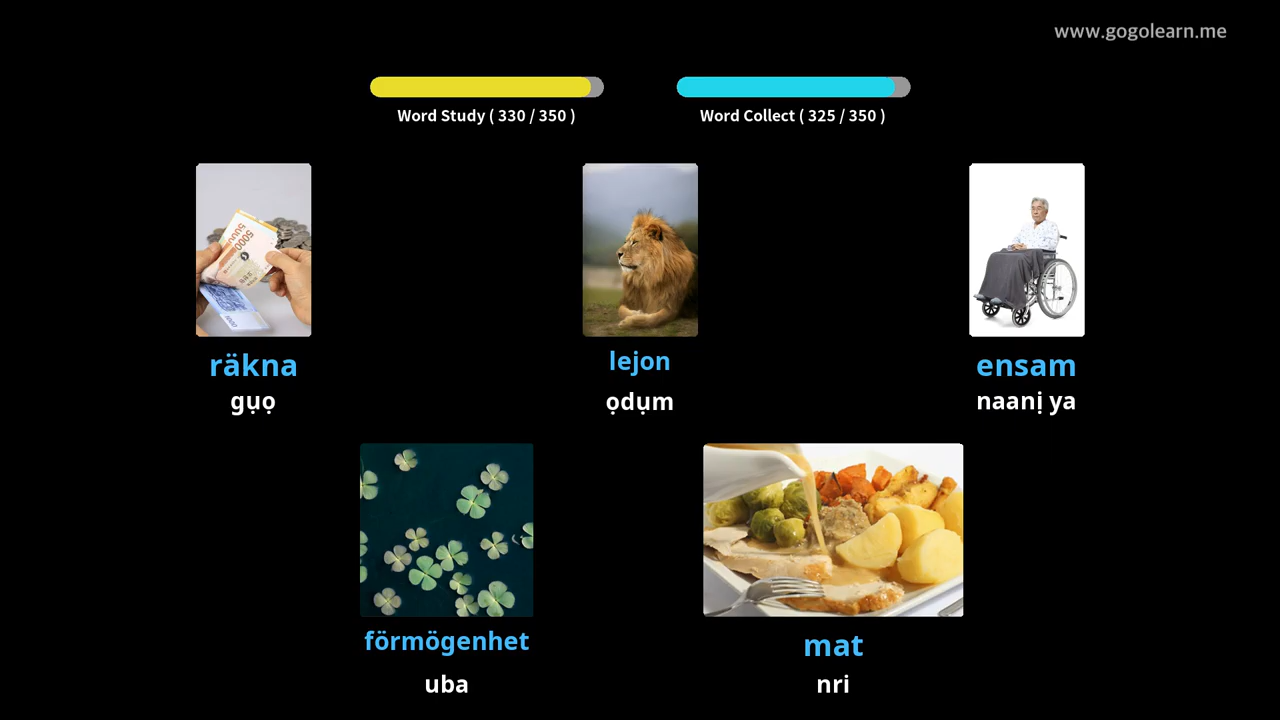 www.gogolearn.me
Word Study ( 330 / 350 )
Word Collect ( 325 / 350 )
räkna
lejon
ensam
gụọ
ọdụm
naanị ya
förmögenhet
mat
uba
nri